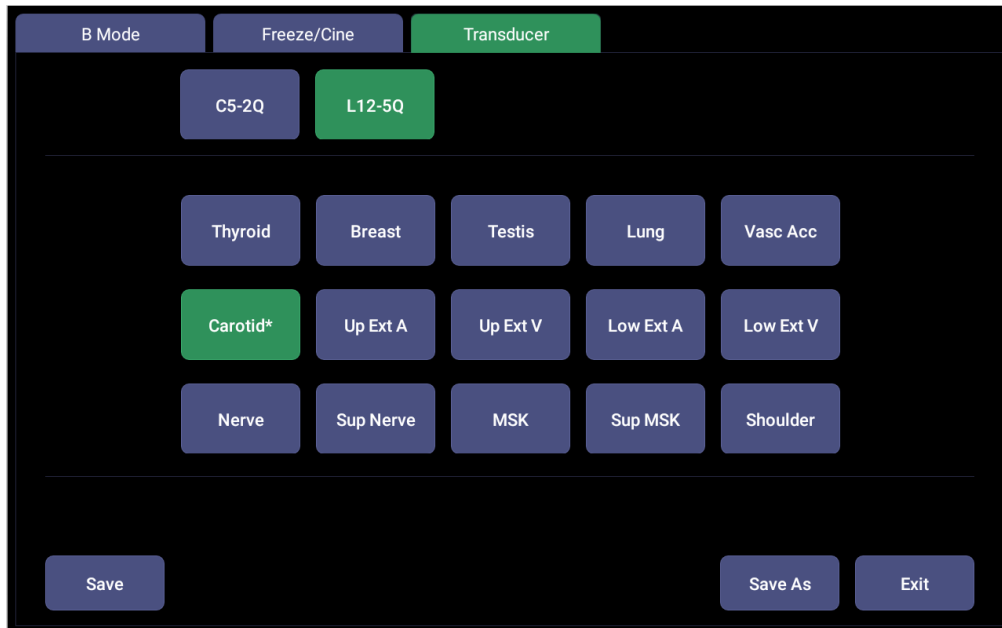 B Mode Freeze/Cine Transducer
C5-2Q L12-5Q
Thyroid Breast Testis Lung Vasc Acc
Carotid* Up Ext A Up Ext V Low Ext A Low Ext V
Nerve Sup Nerve MSK Sup MSK Shoulder
Save Save As Exit